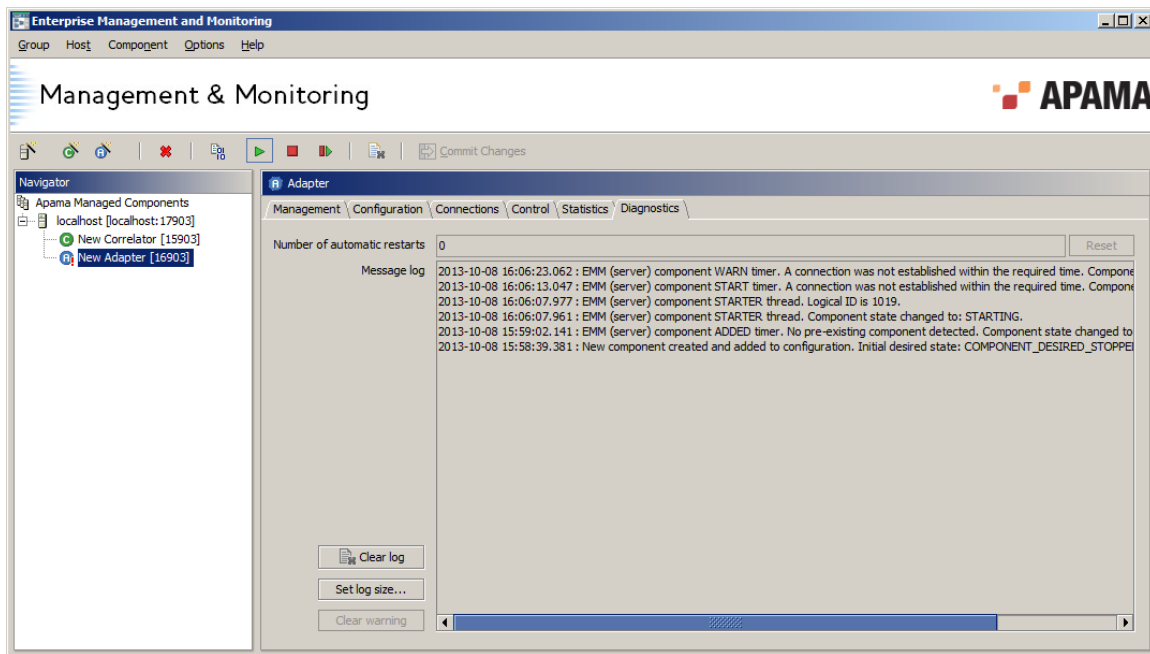 Enterprise Management and Monitoring
Group Host Component Options Help
Management & Monitoring
APAMA
Commit Changes
Navigator
Apama Managed Components
localhost [localhost:17903]
New Correlator [15903]
New Adapter [16903]
Adapter
Management Configuration Connections Control Statistics Diagnostics
Number of automatic restarts 0 Reset
Message log
2013-10-08 16:06:23.062 : EMM (server) component WARN timer. A connection was not established within the required time. Compone
2013-10-08 16:06:13.047 : EMM (server) component START timer. A connection was not established within the required time. Compone
2013-10-08 16:06:07.977 : EMM (server) component STARTER thread. Logical ID is 1019.
2013-10-08 16:06:07.961 : EMM (server) component STARTER thread. Component state changed to: STARTING.
2013-10-08 15:59:02.141 : EMM (server) component ADDED timer. No pre-existing component detected. Component state changed to
2013-10-08 15:58:39.381 : New component created and added to configuration. Initial desired state: COMPONENT_DESIRED_STOPPE
Clear log
Set log size...
Clear warning